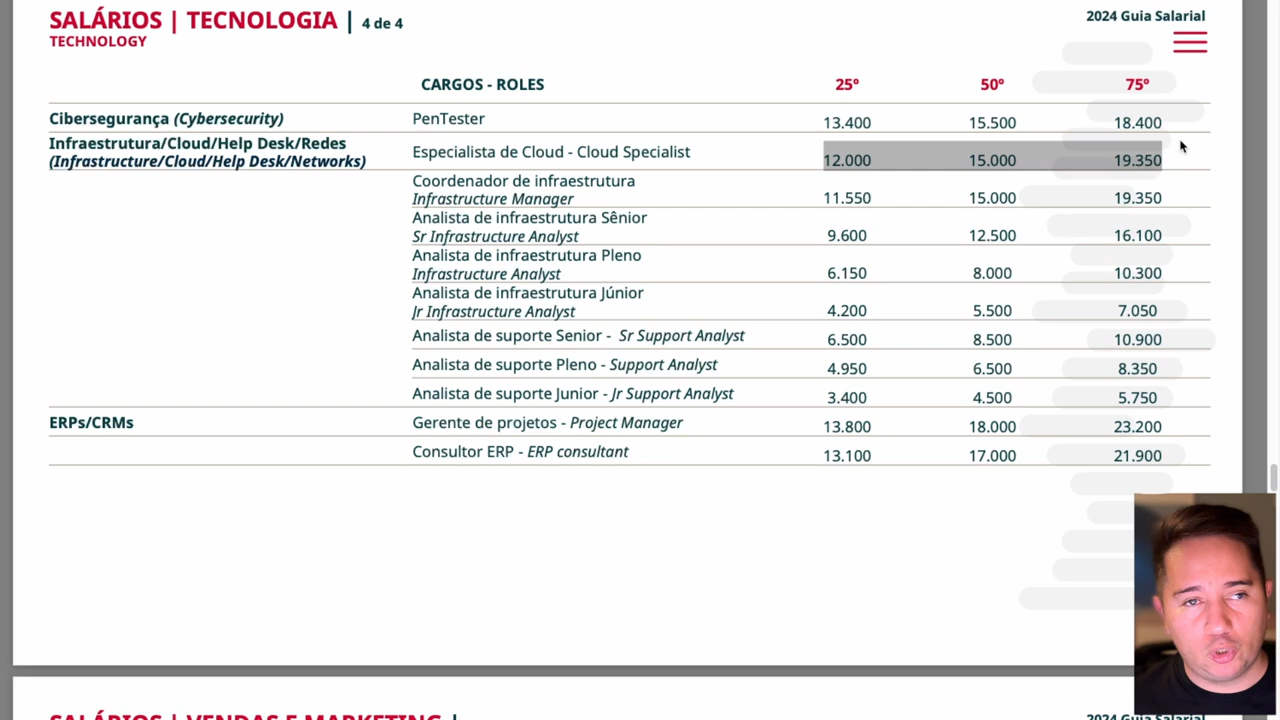 SALÁRIOS | TECNOLOGIA | 4 de 4
2024 Guia Salarial
TECHNOLOGY
CARGOS - ROLES 25º 50º 75º
Cibersegurança (Cybersecurity) PenTester 13.400 15.500 18.400
Infraestrutura/Cloud/Help Desk/Redes
(Infrastructure/Cloud/Help Desk/Networks) Especialista de Cloud - Cloud Specialist 12.000 15.000 19.350
Coordenador de infraestrutura
Infrastructure Manager 11.550 15.000 19.350
Analista de infraestrutura Sênior
Sr Infrastructure Analyst 9.600 12.500 16.100
Analista de infraestrutura Pleno
Infrastructure Analyst 6.150 8.000 10.300
Analista de infraestrutura Júnior
Jr Infrastructure Analyst 4.200 5.500 7.050
Analista de suporte Senior - Sr Support Analyst 6.500 8.500 10.900
Analista de suporte Pleno - Support Analyst 4.950 6.500 8.350
Analista de suporte Junior - Jr Support Analyst 3.400 4.500 5.750
ERPs/CRMs Gerente de projetos - Project Manager 13.800 18.000 23.200
Consultor ERP - ERP consultant 13.100 17.000 21.900
SALÁRIOS | VENDAS E MARKETING |
2024 Guia Salarial